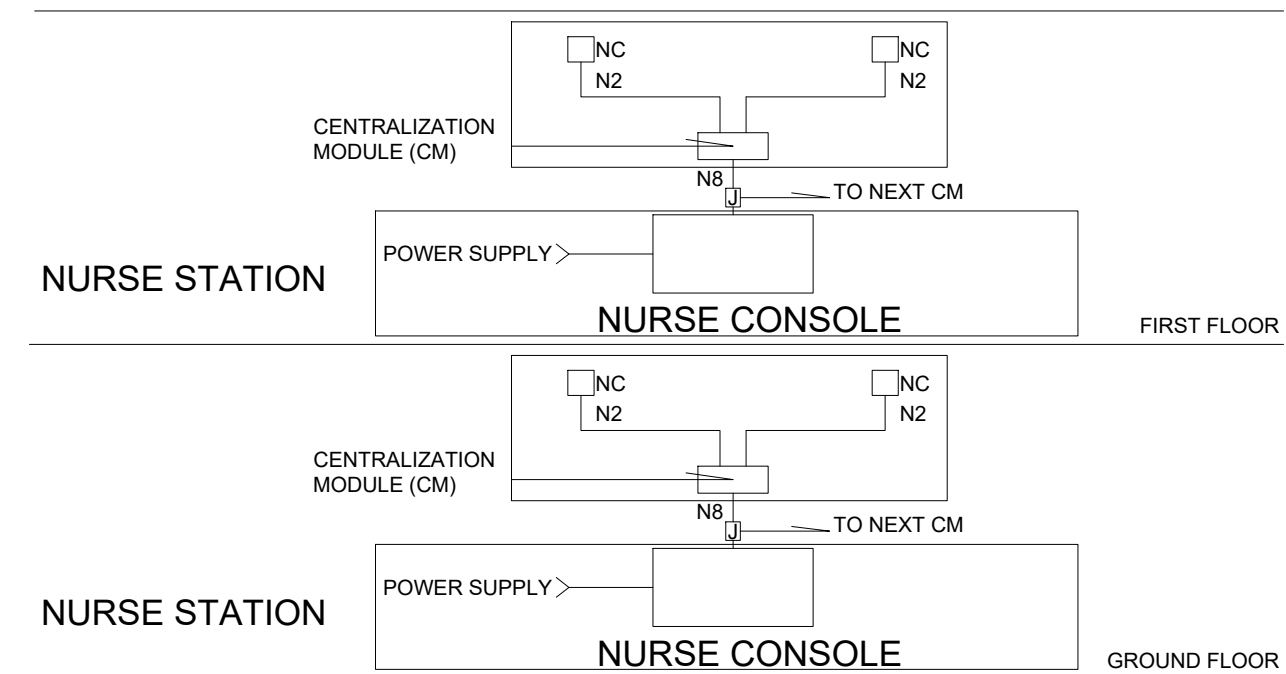 NC
NC
N2
N2
CENTRALIZATION
MODULE (CM)
N8
J
TO NEXT CM
POWER SUPPLY
NURSE STATION
NURSE CONSOLE
FIRST FLOOR
NC
NC
N2
N2
CENTRALIZATION
MODULE (CM)
N8
J
TO NEXT CM
POWER SUPPLY
NURSE STATION
NURSE CONSOLE
GROUND FLOOR